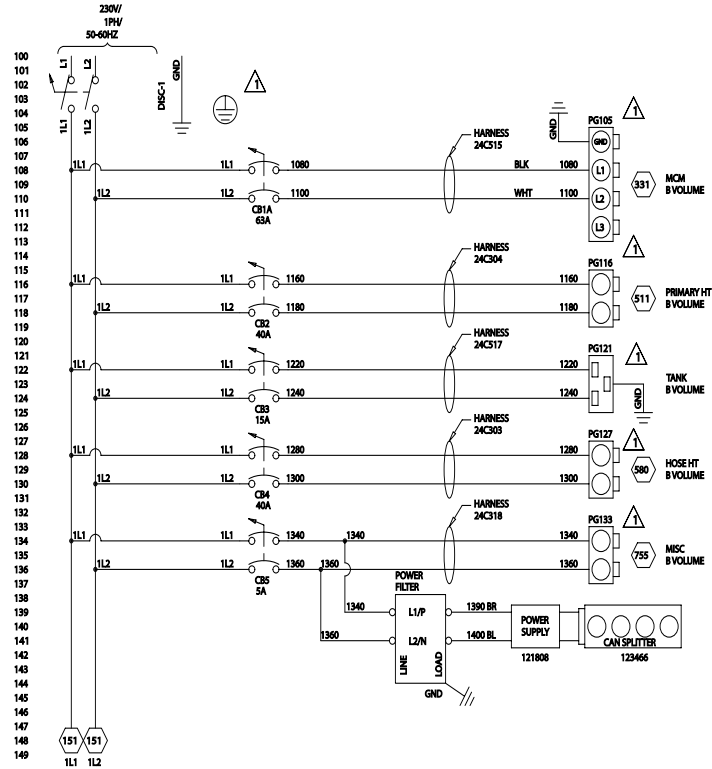 230V/
1PH/
50-60HZ
100
101
102
103
104
105
106
107
108
109
110
111
112
113
114
115
116
117
118
119
120
121
122
123
124
125
126
127
128
129
130
131
132
133
134
135
136
137
138
139
140
141
142
143
144
145
146
147
148
149
L1
L2
GND
DISC-1
1
1L1
1L2
1L1 1L1 1080 BLK 1080
1L2 1L2 1100 WHT 1100
CB1A
63A
HARNESS
24C515
GND
PG105
1
GND
L1
L2
L3
331
MCM
B VOLUME
1L1 1L1 1160 1160
1L2 1L2 1180 1180
CB2
40A
HARNESS
24C304
PG116
1
511
PRIMARY HT
B VOLUME
1L1 1L1 1220 1220
1L2 1L2 1240 1240
CB3
15A
HARNESS
24C517
PG121
1
GND
TANK
B VOLUME
1L1 1L1 1280 1280
1L2 1L2 1300 1300
CB4
40A
HARNESS
24C303
PG127
1
580
HOSE HT
B VOLUME
1L1 1L1 1340 1340 1340
1L2 1L2 1360 1360 1360
CB5
5A
HARNESS
24C318
PG133
1
755
MISC
B VOLUME
POWER
FILTER
1340 L1/P 1390 BR
1360 L2/N 1400 BL
LINE
LOAD
GND
POWER
SUPPLY
121808
CAN SPLITTER
123466
151 151
1L1 1L2